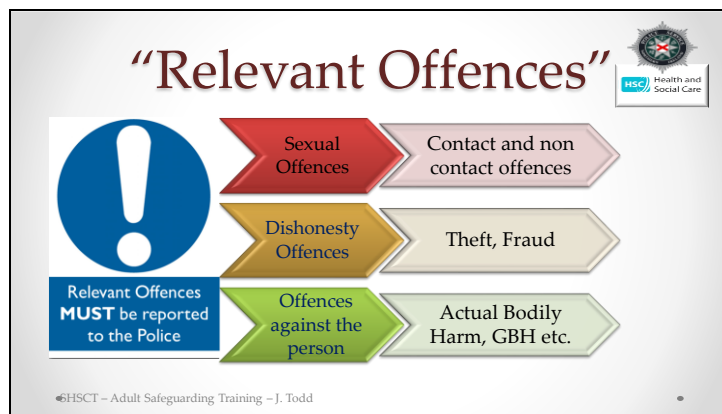 “Relevant Offences”
HSC
Health and
Social Care
Sexual
Offences
Contact and non
contact offences
Dishonesty
Offences
Theft, Fraud
Relevant Offences
MUST be reported
to the Police
Offences
against the
person
Actual Bodily
Harm, GBH etc.
SHSCT – Adult Safeguarding Training – J. Todd